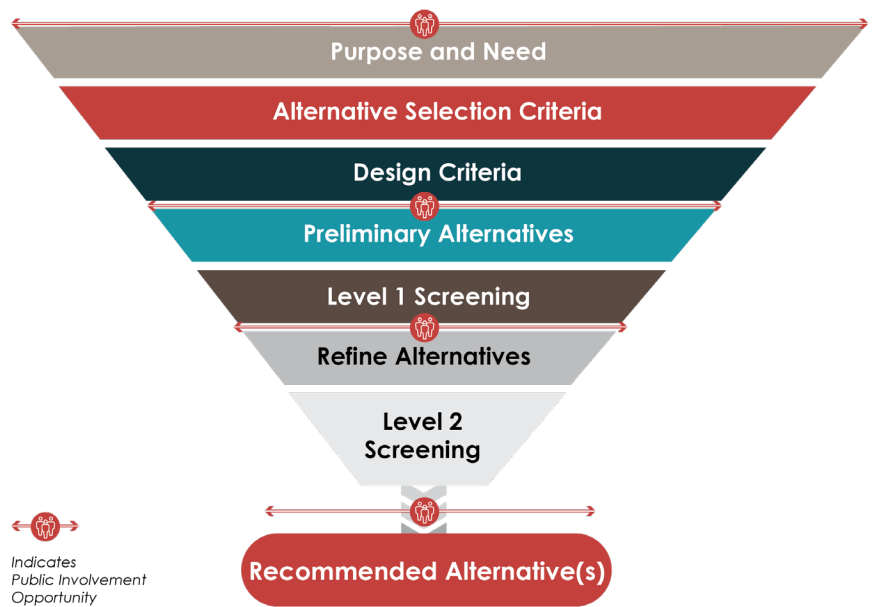 Purpose and Need
Alternative Selection Criteria
Design Criteria
Preliminary Alternatives
Level 1 Screening
Refine Alternatives
Level 2
Screening
Recommended Alternative(s)
Indicates
Public Involvement
Opportunity